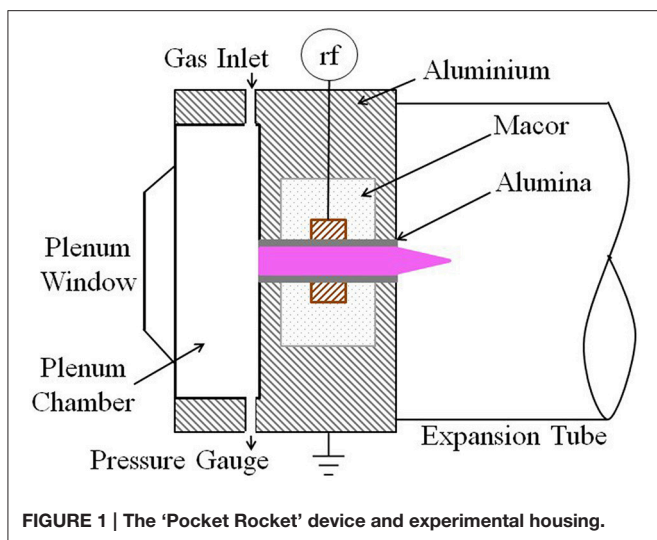 Gas Inlet
rf
Aluminium
Macor
Alumina
Plenum
Window
Plenum
Chamber
Pressure Gauge
Expansion Tube
FIGURE 1 | The ‘Pocket Rocket’ device and experimental housing.